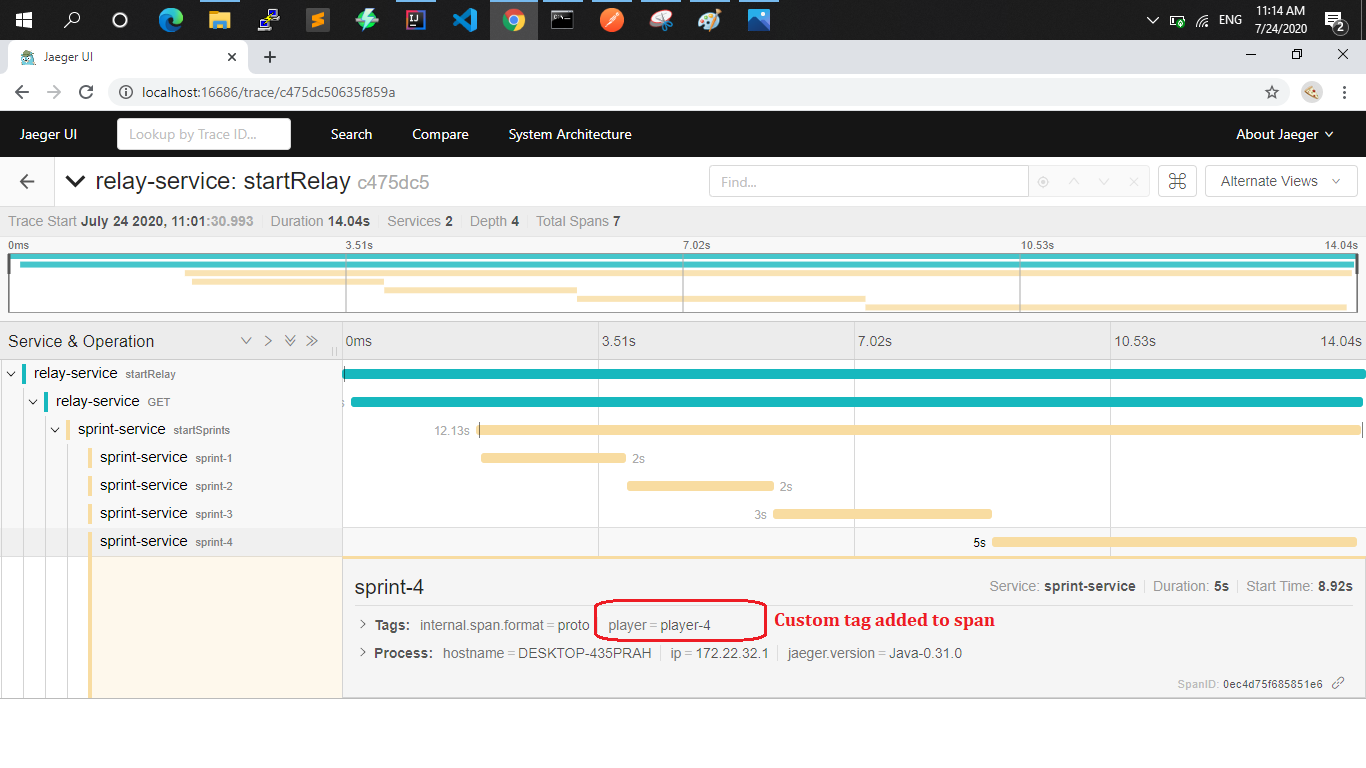 ENG
11:14 AM
7/24/2020
2
Jaeger UI
localhost:16686/trace/c475dc50635f859a
Jaeger UI
Lookup by Trace ID...
Search
Compare
System Architecture
About Jaeger
relay-service: startRelay c475dc5
Find...
Alternate Views
Trace Start July 24 2020, 11:01:30.993 Duration 14.04s Services 2 Depth 4 Total Spans 7
0ms 3.51s 7.02s 10.53s 14.04s
Service & Operation 0ms 3.51s 7.02s 10.53s 14.04s
relay-service startRelay
relay-service GET
sprint-service startSprints 12.13s
sprint-service sprint-1 2s
sprint-service sprint-2 2s
sprint-service sprint-3 3s
sprint-service sprint-4 5s
sprint-4 Service: sprint-service Duration: 5s Start Time: 8.92s
Tags: internal.span.format = proto player = player-4 Custom tag added to span
Process: hostname = DESKTOP-435PRAH ip = 172.22.32.1 jaeger.version = Java-0.31.0
SpanID: 0ec4d75f685851e6